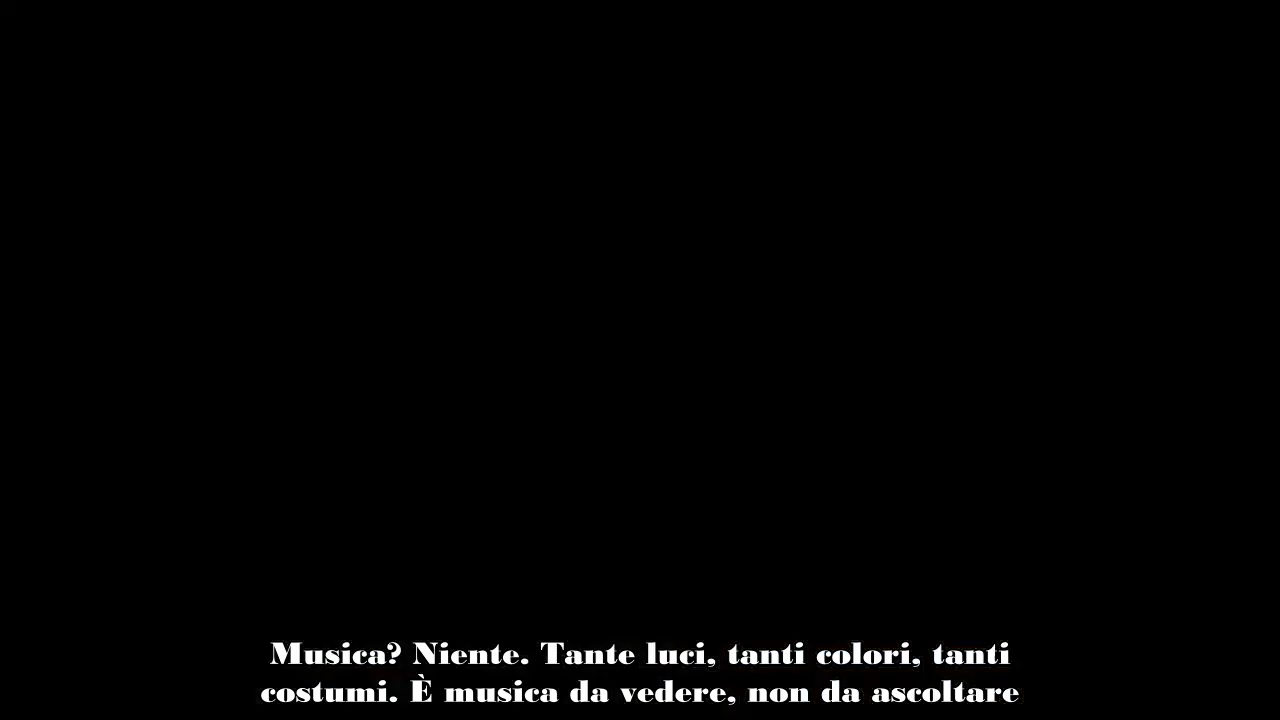 Musica? Niente. Tante luci, tanti colori, tanti
costumi. È musica da vedere, non da ascoltare